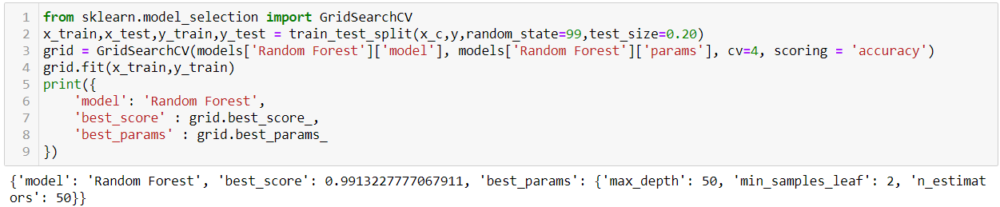 1 from sklearn.model_selection import GridSearchCV
2 x_train,x_test,y_train,y_test = train_test_split(x_c,y,random_state=99,test_size=0.20)
3 grid = GridSearchCV(models['Random Forest']['model'], models['Random Forest']['params'], cv=4, scoring = 'accuracy')
4 grid.fit(x_train,y_train)
5 print({
6     'model': 'Random Forest',
7     'best_score' : grid.best_score_,
8     'best_params' : grid.best_params_
9 })
{'model': 'Random Forest', 'best_score': 0.9913227777067911, 'best_params': {'max_depth': 50, 'min_samples_leaf': 2, 'n_estimat
ors': 50}}